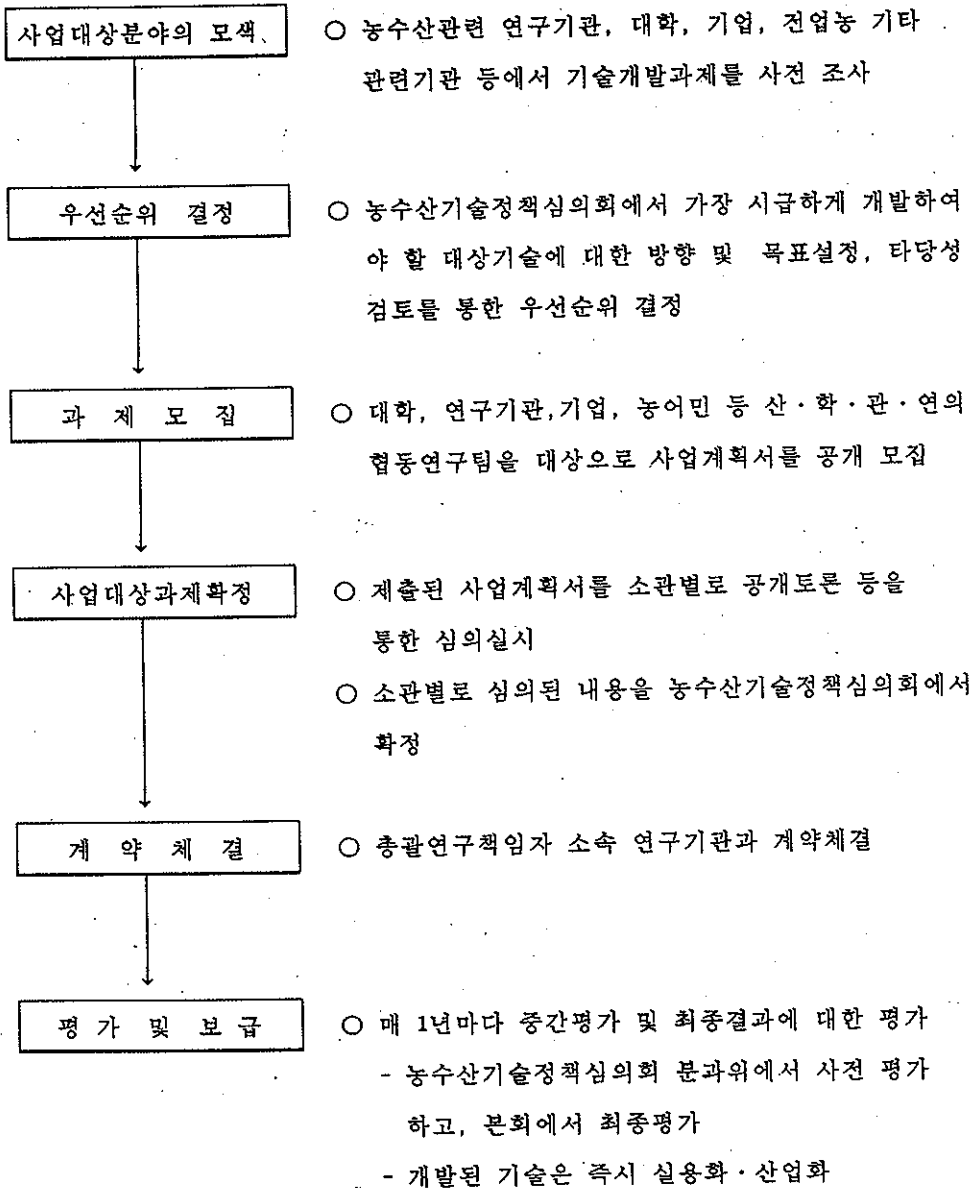 사업대상분야의 모색
○ 농수산관련 연구기관, 대학, 기업, 전업농 기타
관련기관 등에서 기술개발과제를 사전 조사
우선순위 결정
○ 농수산기술정책심의회에서 가장 시급하게 개발하여
야 할 대상기술에 대한 방향 및 목표설정, 타당성
검토를 통한 우선순위 결정
과 제 모 집
○ 대학, 연구기관,기업, 농어민 등 산·학·관·연의
협동연구팀을 대상으로 사업계획서를 공개 모집
사업대상과제확정
○ 제출된 사업계획서를 소관별로 공개토론 등을
통한 심의실시
○ 소관별로 심의된 내용을 농수산기술정책심의회에서
확정
계 약 체 결
○ 총괄연구책임자 소속 연구기관과 계약체결
평 가 및 보 급
○ 매 1년마다 중간평가 및 최종결과에 대한 평가
- 농수산기술정책심의회 분과위에서 사전 평가
하고, 본회에서 최종평가
- 개발된 기술은 즉시 실용화·산업화